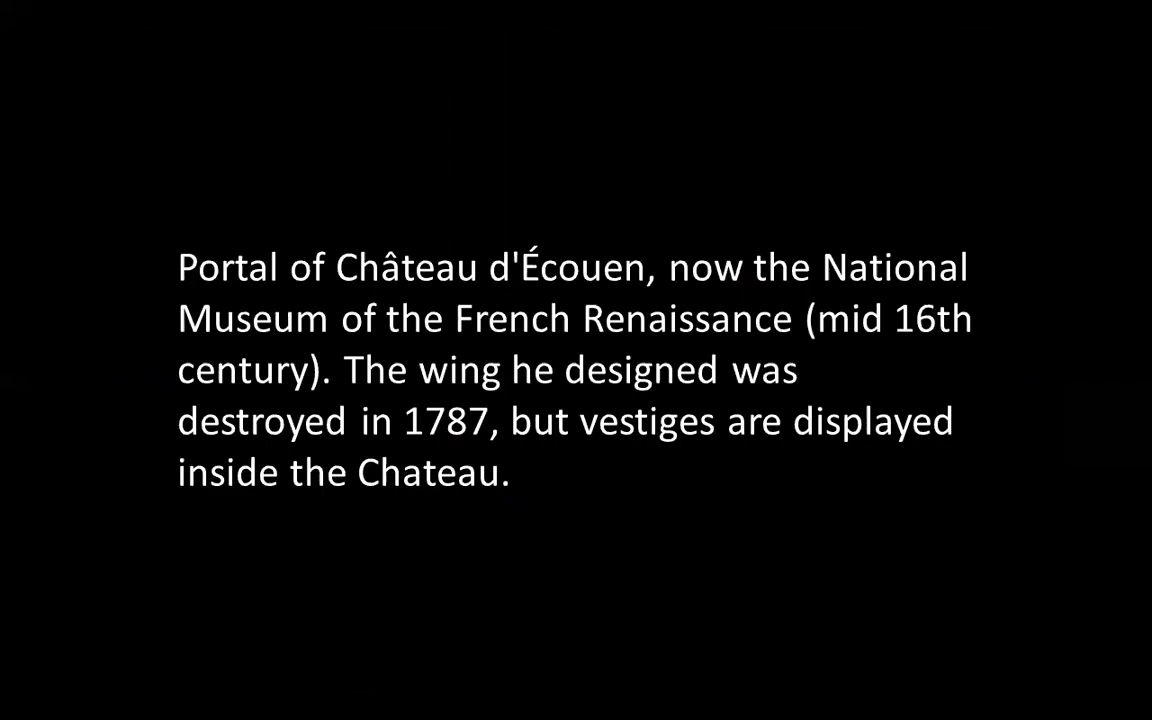 Portal of Château d'Écouen, now the National
Museum of the French Renaissance (mid 16th
century). The wing he designed was
destroyed in 1787, but vestiges are displayed
inside the Chateau.